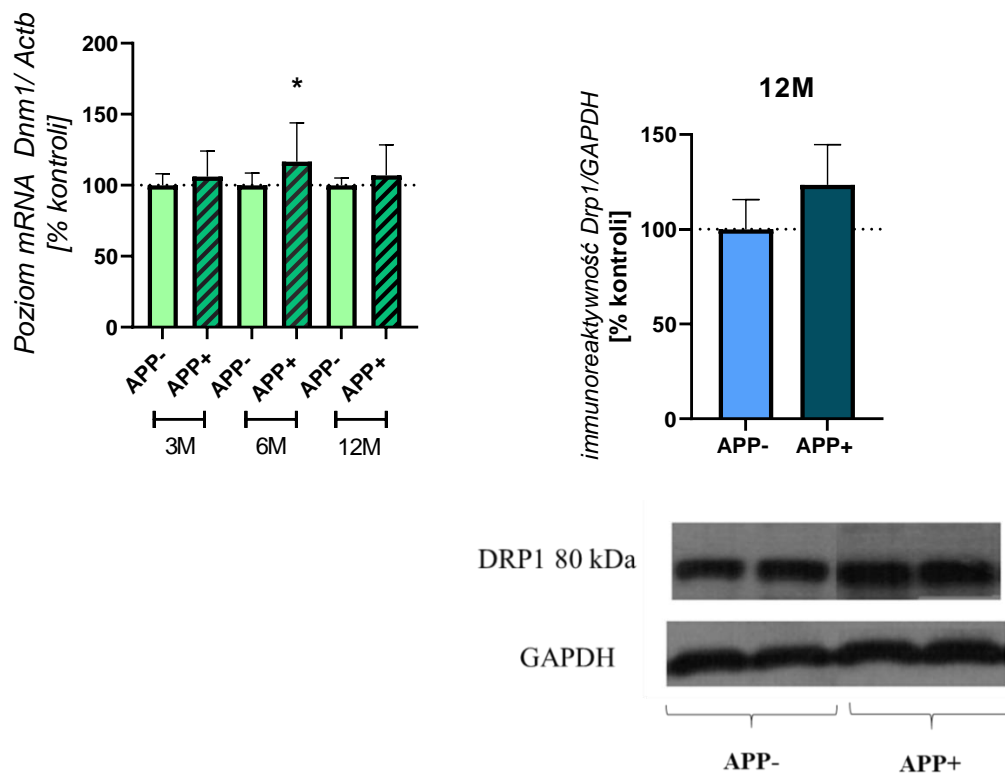 Poziom mRNA Dnm1/ Actb
[% kontroli]
200
150
100
50
0
*
APP-
APP+
APP-
APP+
APP-
APP+
3M
6M
12M
12M
immunoreaktywność Drp1/GAPDH
[% kontroli]
150
100
50
0
APP-
APP+
DRP1 80 kDa
GAPDH
APP-
APP+